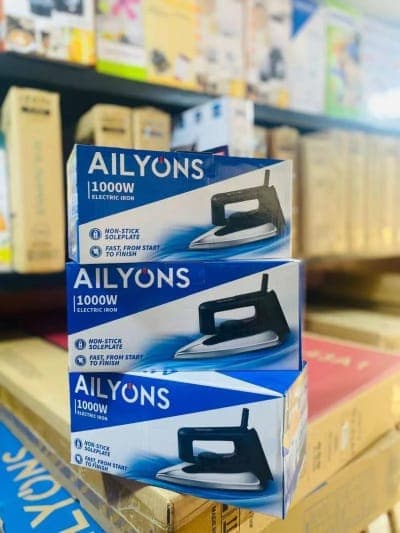 AILYONS
1000W
ELECTRIC IRON
NON-STICK
SOLEPLATE
FAST, FROM START
TO FINISH
AILYONS
1000W
ELECTRIC IRON
NON-STICK
SOLEPLATE
FAST, FROM START
TO FINISH
AILYONS
1000W
ELECTRIC IRON
NON-STICK
SOLEPLATE
FAST, FROM START
TO FINISH
AILYONS